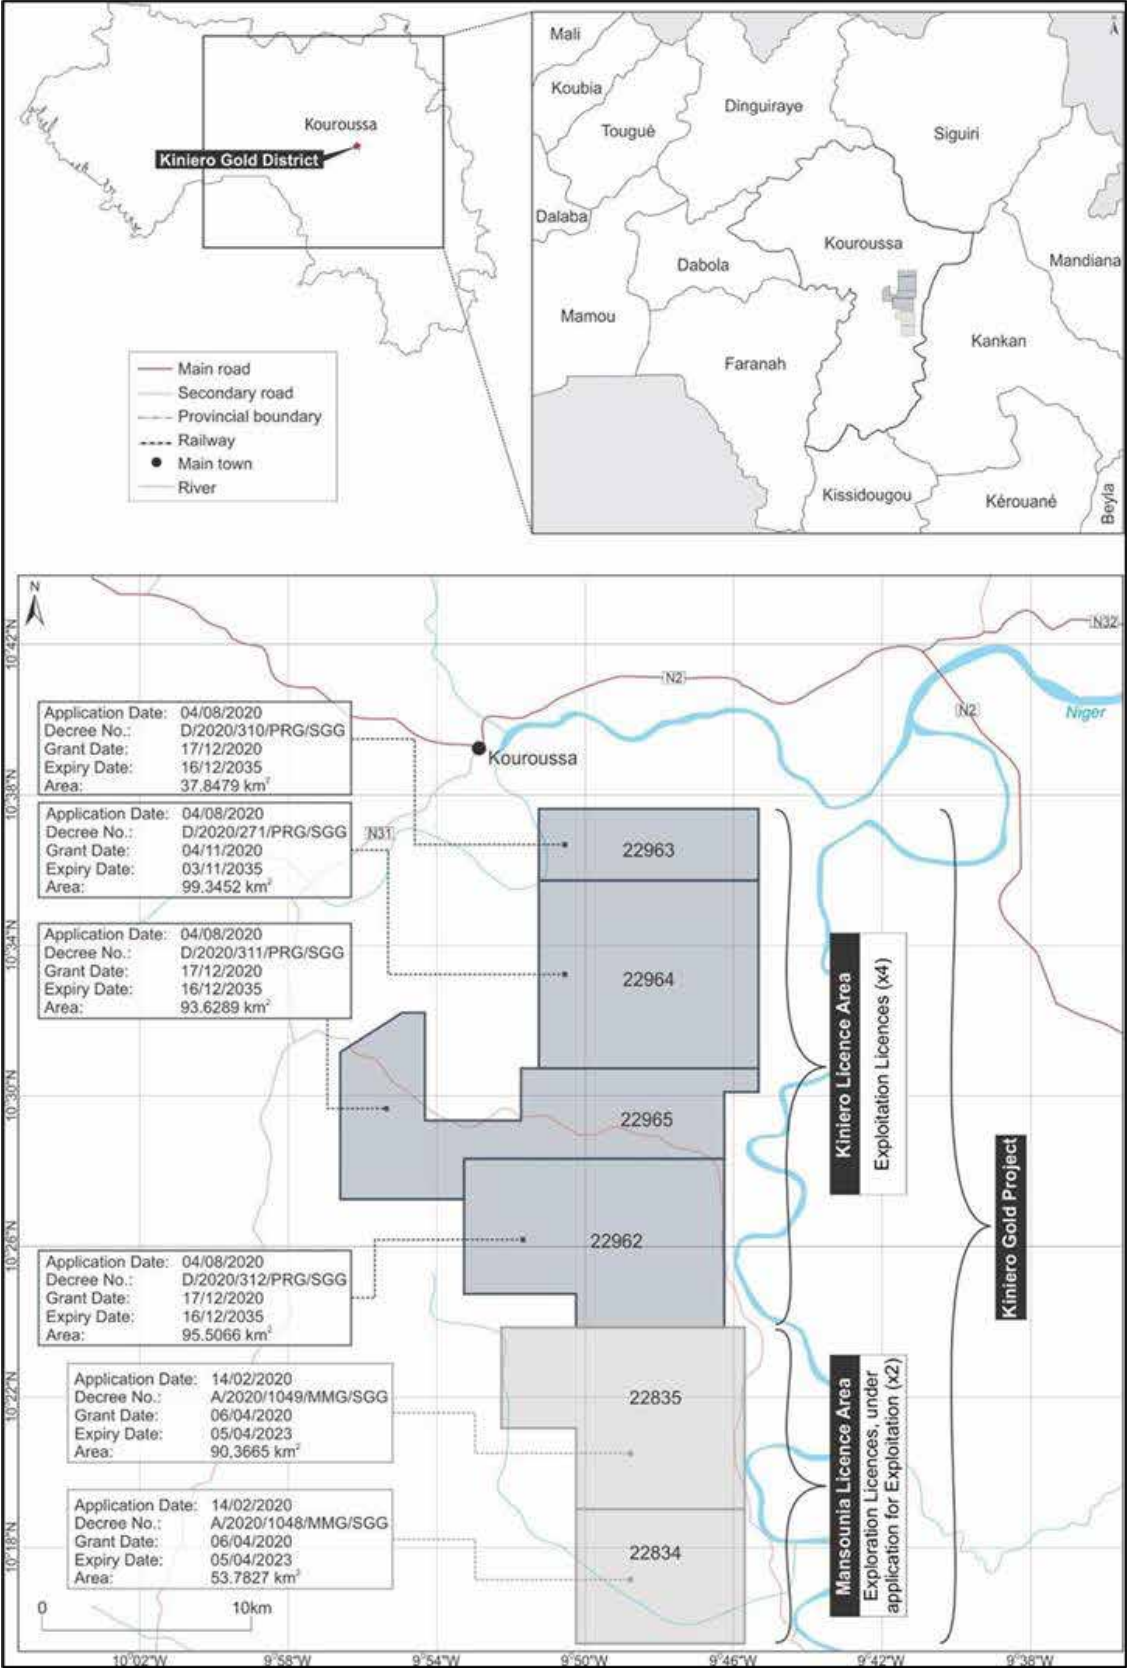 Kouroussa
Kiniero Gold District
Mali
Koubia
Tougué
Dinguiraye
Siguiri
Dalaba
Dabola
Kouroussa
Mandiana
Mamou
Faranah
Kankan
Kissidougou
Kérouané
Beyla
Main road
Secondary road
Provincial boundary
Railway
Main town
River
N
N32
N2
N2
Niger
Kouroussa
N31
Application Date: 04/08/2020
Decree No.: D/2020/310/PRG/SGG
Grant Date: 17/12/2020
Expiry Date: 16/12/2035
Area: 37.8479 km²
Application Date: 04/08/2020
Decree No.: D/2020/271/PRG/SGG
Grant Date: 04/11/2020
Expiry Date: 03/11/2035
Area: 99.3452 km²
Application Date: 04/08/2020
Decree No.: D/2020/311/PRG/SGG
Grant Date: 17/12/2020
Expiry Date: 16/12/2035
Area: 93.6289 km²
Application Date: 04/08/2020
Decree No.: D/2020/312/PRG/SGG
Grant Date: 17/12/2020
Expiry Date: 16/12/2035
Area: 95.5066 km²
Application Date: 14/02/2020
Decree No.: A/2020/1049/MMG/SGG
Grant Date: 06/04/2020
Expiry Date: 05/04/2023
Area: 90,3665 km²
Application Date: 14/02/2020
Decree No.: A/2020/1048/MMG/SGG
Grant Date: 06/04/2020
Expiry Date: 05/04/2023
Area: 53.7827 km²
22963
22964
22965
22962
22835
22834
Kiniero Licence Area
Exploitation Licences (x4)
Mansounia Licence Area
Exploration Licences, under
application for Exploitation (x2)
Kiniero Gold Project
0 10km
10°42'N
10°38'N
10°34'N
10°30'N
10°26'N
10°22'N
10°18'N
10°02'W
9°58'W
9°54'W
9°50'W
9°46'W
9°42'W
9°38'W